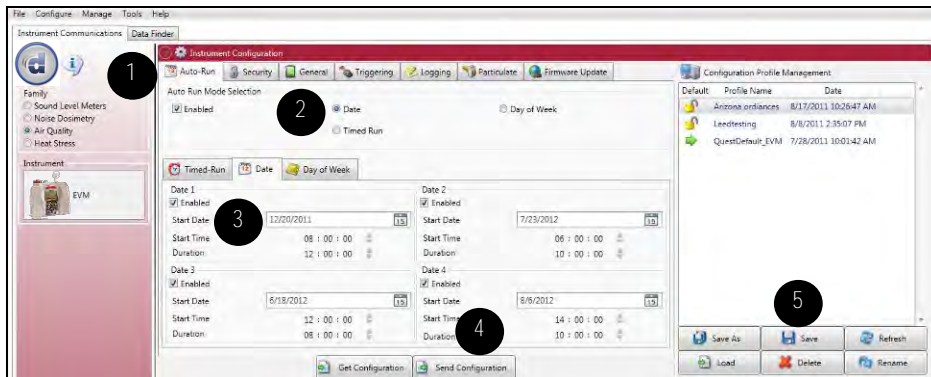 File Configure Manage Tools Help
Instrument Communications Data Finder
1
d i
Instrument Configuration
Auto-Run Security General Triggering Logging Particulate Firmware Update
Auto Run Mode Selection
Enabled
2
Date
Day of Week
Timed Run
Family
Sound Level Meters
Noise Dosimetry
Air Quality
Heat Stress
Instrument
EVM
Timed-Run 12 Date Day of Week
Date 1
Enabled
3
Start Date 12/20/2011 15
Start Time 08 : 00 : 00
Duration 12 : 00 : 00
Date 2
Enabled
Start Date 7/23/2012 15
Start Time 06 : 00 : 00
Duration 10 : 00 : 00
Date 3
Enabled
Start Date 6/18/2012 15
Start Time 12 : 00 : 00
Duration 08 : 00 : 00
Date 4
Enabled
Start Date 8/6/2012 15
Start Time 14 : 00 : 00
4
Duration 10 : 00 : 00
Get Configuration Send Configuration
Configuration Profile Management
Default Profile Name Date
Arizona ordiances 8/17/2011 10:26:47 AM
Leedtesting 8/8/2011 2:35:07 PM
QuestDefault_EVM 7/28/2011 10:01:42 AM
5
Save As Save Refresh
Load Delete Rename